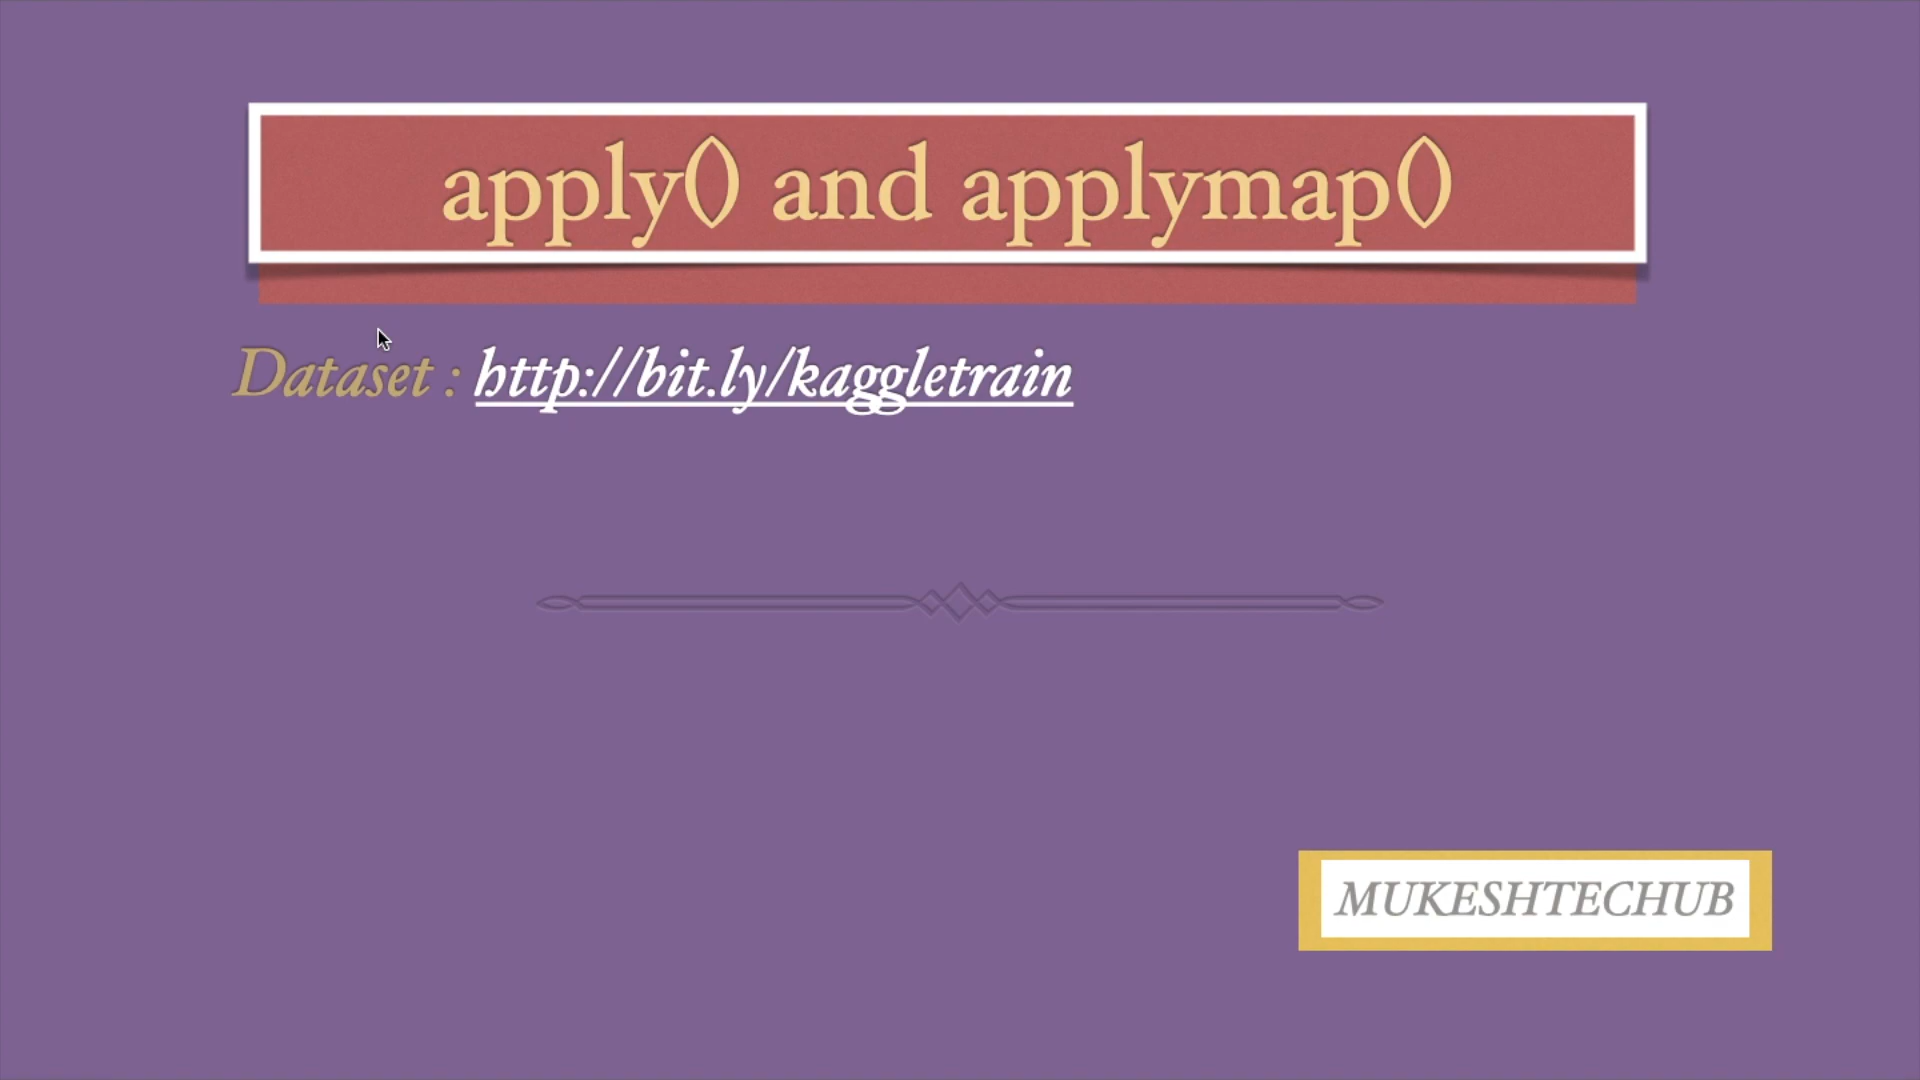 apply() and applymap()
Dataset : http://bit.ly/kaggletrain
MUKESHTECHUB